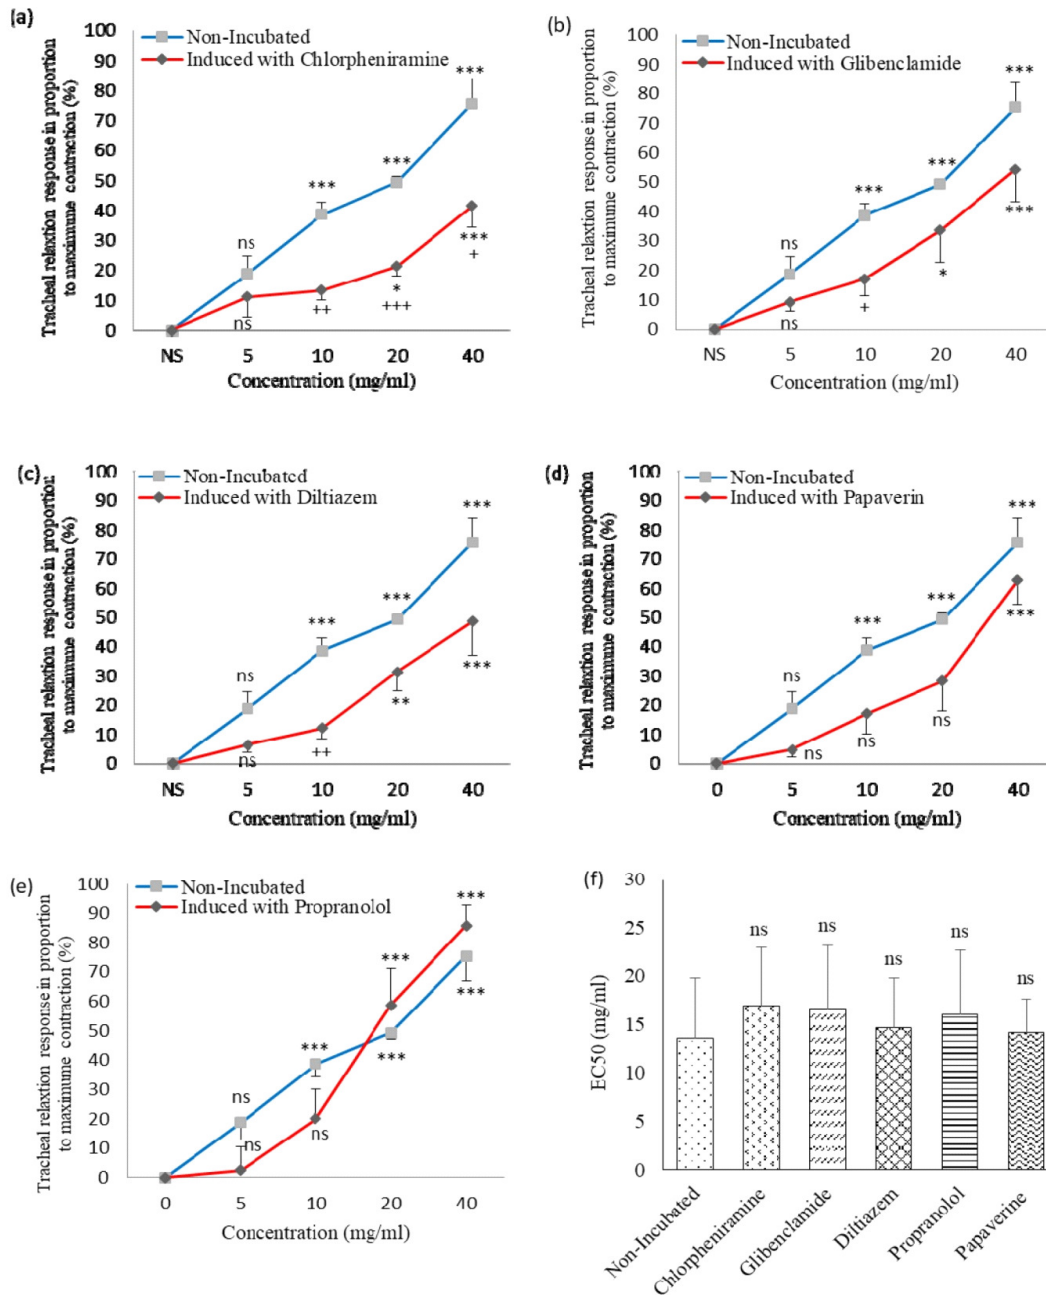 (a)
Tracheal relaxtion response in proportion
to maximume contraction (%)
100
90
80
70
60
50
40
30
20
10
0
Non-Incubated
Induced with Chlorpheniramine
***
***
***
ns
ns
++
*
+++
***
+
NS 5 10 20 40
Concentration (mg/ml)
(b)
Tracheal relaxtion response in proportion
to maximume contraction (%)
100
90
80
70
60
50
40
30
20
10
0
Non-Incubated
Induced with Glibenclamide
***
***
***
ns
ns
+
*
***
NS 5 10 20 40
Concentration (mg/ml)
(c)
Tracheal relaxtion response in proportion
to maximume contraction (%)
100
90
80
70
60
50
40
30
20
10
0
Non-Incubated
Induced with Diltiazem
***
***
***
ns
ns
++
**
***
NS 5 10 20 40
Concentration (mg/ml)
(d)
Tracheal relaxtion response in proportion
to maximume contraction (%)
100
90
80
70
60
50
40
30
20
10
0
Non-Incubated
Induced with Papaverin
***
***
***
ns
ns
ns
ns
***
0 5 10 20 40
Concentration (mg/ml)
(e)
Tracheal relaxtion response in proportion
to maximume contraction (%)
100
90
80
70
60
50
40
30
20
10
0
Non-Incubated
Induced with Propranolol
***
***
***
***
***
ns
ns
ns
0 5 10 20 40
Concentration (mg/ml)
(f)
EC50 (mg/ml)
30
25
20
15
10
5
0
ns ns ns ns ns
Non-Incubated
Chlorpheniramine
Glibenclamide
Diltiazem
Propranolol
Papaverine